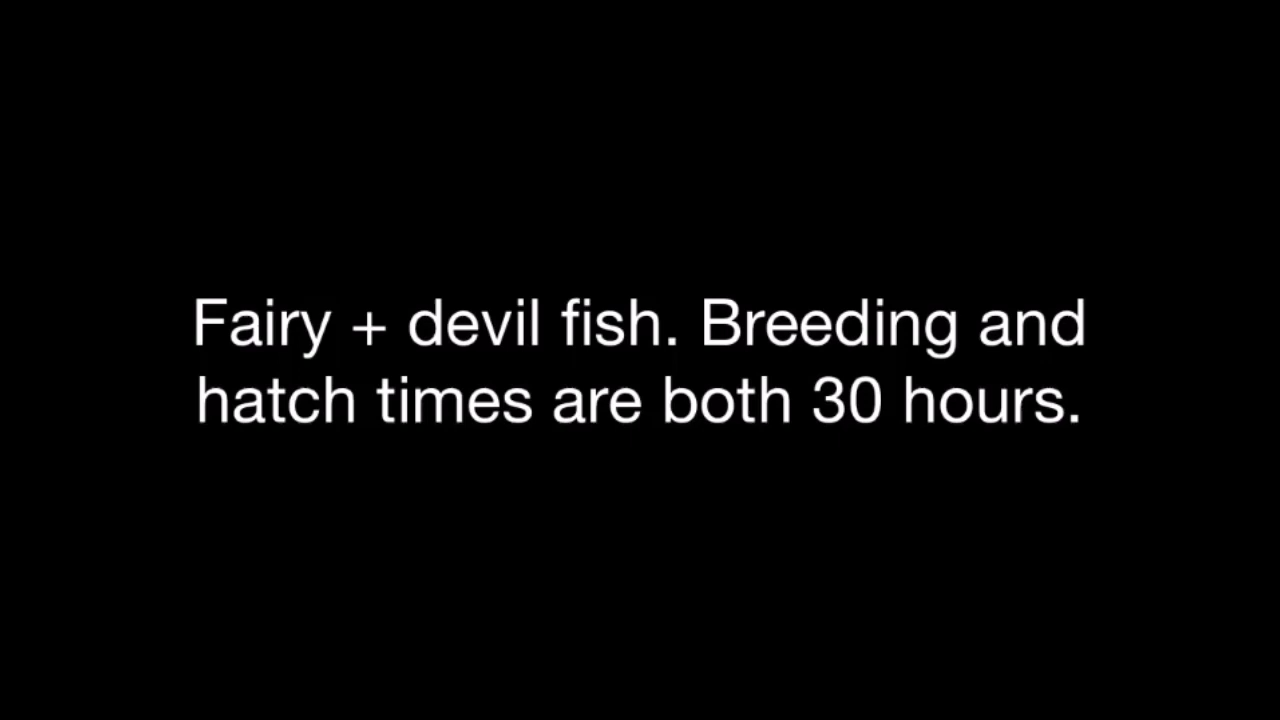 Fairy + devil fish. Breeding and
hatch times are both 30 hours.